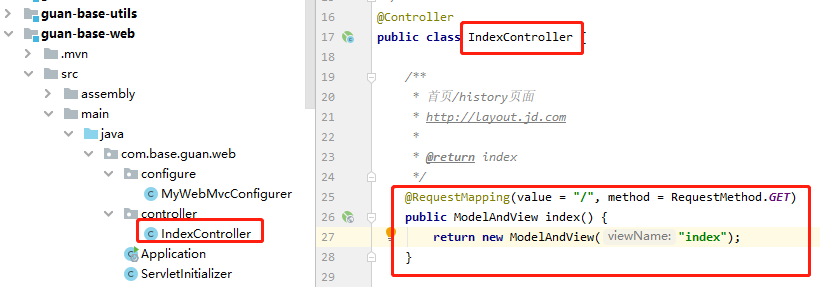 guan-base-utils
guan-base-web
.mvn
src
assembly
main
java
com.base.guan.web
configure
MyWebMvcConfigurer
controller
IndexController
Application
ServletInitializer
16 @Controller
17 public class IndexController {
18
19 /**
20 * 首页/history页面
21 * http://layout.jd.com
22 *
23 * @return index
24 */
25 @RequestMapping(value = "/", method = RequestMethod.GET)
26 public ModelAndView index() {
27 return new ModelAndView( viewName: "index");
28 }
29